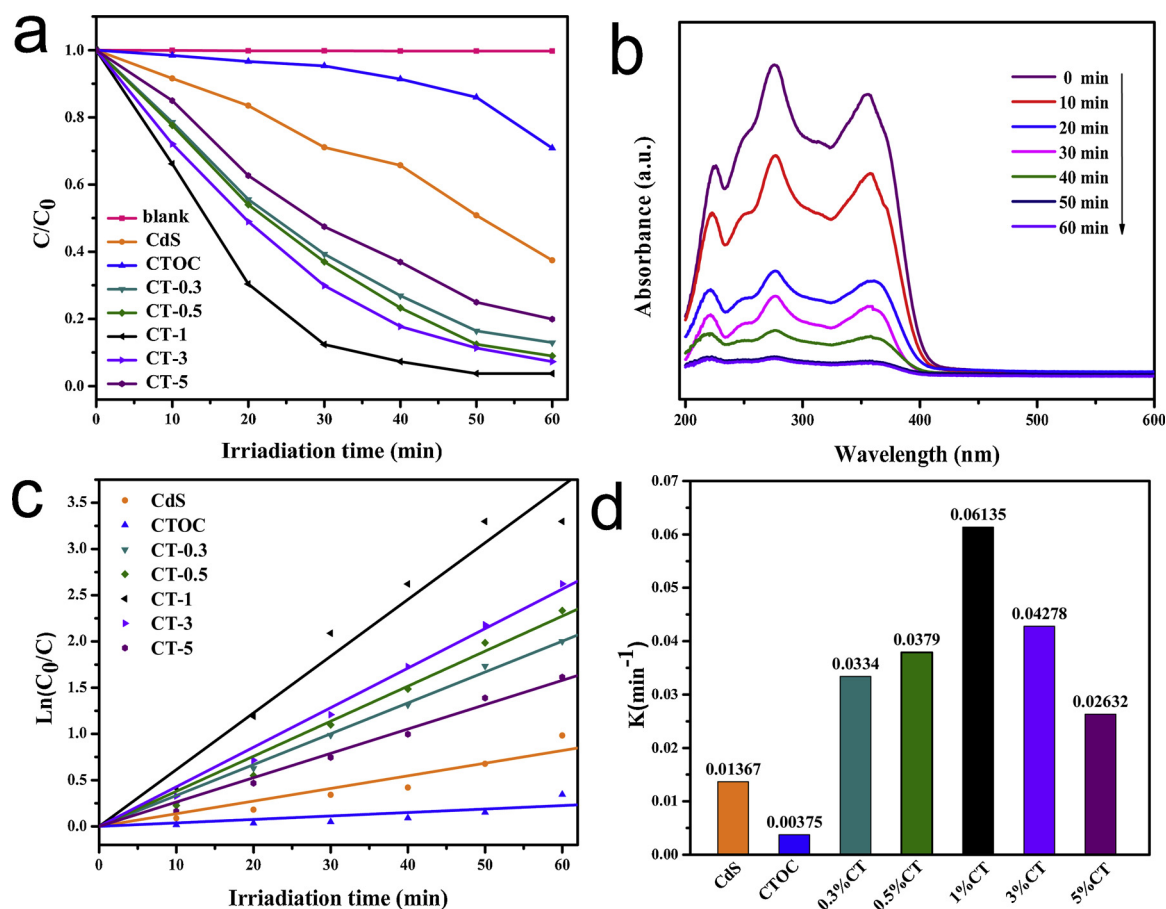 a
1.0
0.8
0.6
0.4
0.2
0.0
C/C0
blank
CdS
CTOC
CT-0.3
CT-0.5
CT-1
CT-3
CT-5
0 10 20 30 40 50 60
Irriadiation time (min)
b
Absorbance (a.u.)
0 min
10 min
20 min
30 min
40 min
50 min
60 min
200 300 400 500 600
Wavelength (nm)
c
3.5
3.0
2.5
2.0
1.5
1.0
0.5
0.0
Ln(C0/C)
CdS
CTOC
CT-0.3
CT-0.5
CT-1
CT-3
CT-5
0 10 20 30 40 50 60
Irriadiation time (min)
d
0.07
0.06
0.05
0.04
0.03
0.02
0.01
0.00
K(min-1)
0.01367
0.00375
0.0334
0.0379
0.06135
0.04278
0.02632
CdS CTOC 0.3%CT 0.5%CT 1%CT 3%CT 5%CT